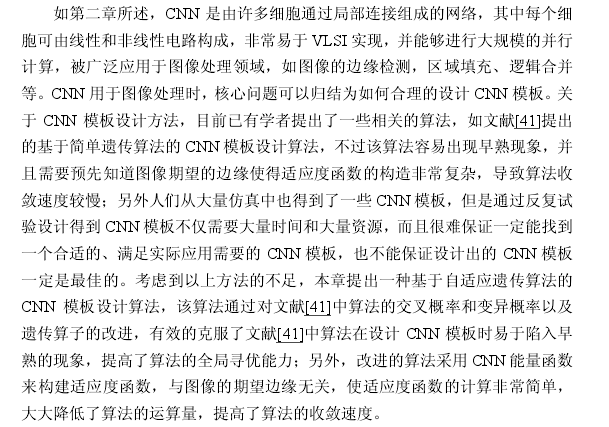 如第二章所述，CNN 是由许多细胞通过局部连接组成的网络，其中每个细
胞可由线性和非线性电路构成，非常易于 VLSI 实现，并能够进行大规模的并行
计算，被广泛应用于图像处理领域，如图像的边缘检测，区域填充、逻辑合并
等。CNN 用于图像处理时，核心问题可以归结为如何合理的设计 CNN 模板。关
于 CNN 模板设计方法，目前已有学者提出了一些相关的算法，如文献[41]提出
的基于简单遗传算法的 CNN 模板设计算法，不过该算法容易出现早熟现象，并
且需要预先知道图像期望的边缘使得适应度函数的构造非常复杂，导致算法收
敛速度较慢；另外人们从大量仿真中也得到了一些 CNN 模板，但是通过反复试
验设计得到 CNN 模板不仅需要大量时间和大量资源，而且很难保证一定能找到
一个合适的、满足实际应用需要的 CNN 模板，也不能保证设计出的 CNN 模板
一定是最佳的。考虑到以上方法的不足，本章提出一种基于自适应遗传算法的
CNN 模板设计算法，该算法通过对文献[41]中算法的交叉概率和变异概率以及
遗传算子的改进，有效的克服了文献[41]中算法在设计 CNN 模板时易于陷入早
熟的现象，提高了算法的全局寻优能力；另外，改进的算法采用 CNN 能量函数
来构建适应度函数，与图像的期望边缘无关，使适应度函数的计算非常简单，
大大降低了算法的运算量，提高了算法的收敛速度。